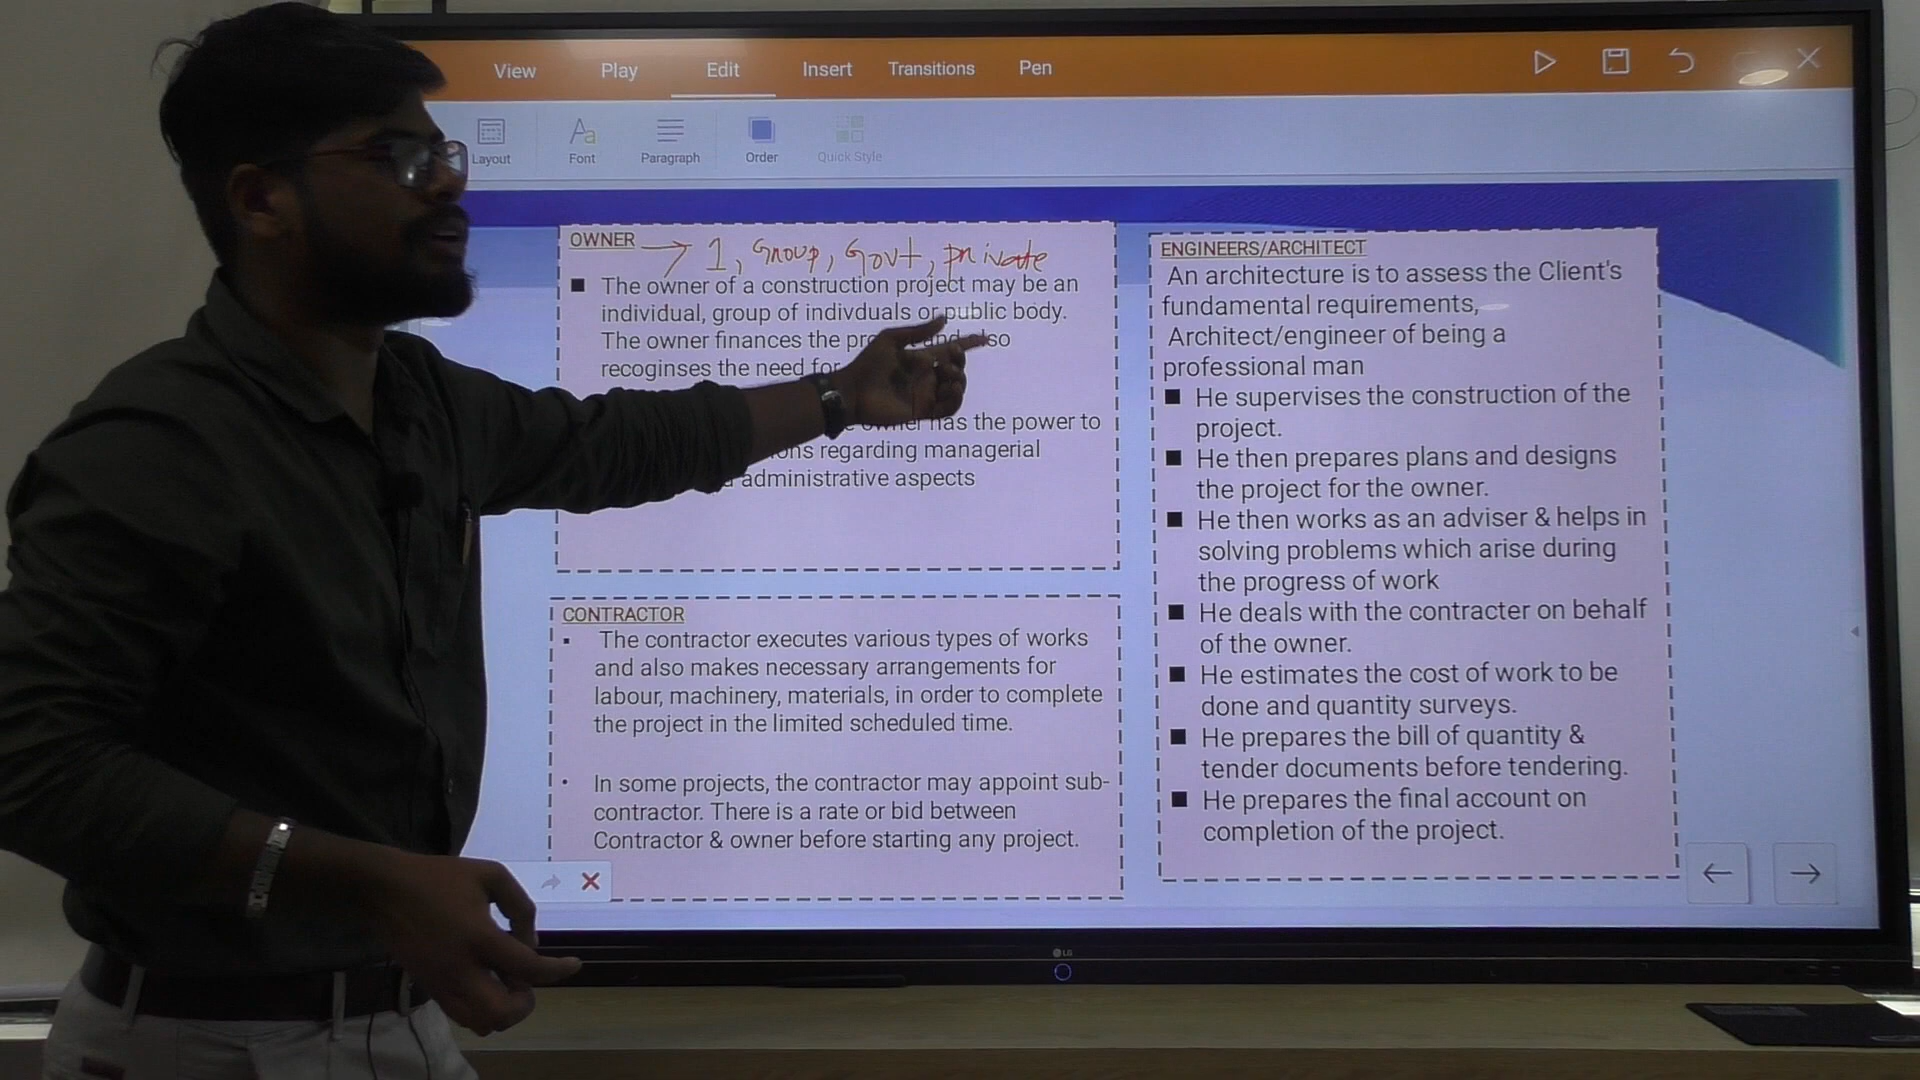 View Play Edit Insert Transitions Pen
Layout Font Paragraph Order Quick Style
OWNER → 1, Group, Govt, private
■ The owner of a construction project may be an
individual, group of indivduals or public body.
The owner finances the and also
recoginses the need for
owner has the power to
regarding managerial
administrative aspects
CONTRACTOR
▪ The contractor executes various types of works
and also makes necessary arrangements for
labour, machinery, materials, in order to complete
the project in the limited scheduled time.
• In some projects, the contractor may appoint sub-
contractor. There is a rate or bid between
Contractor & owner before starting any project.
ENGINEERS/ARCHITECT
An architecture is to assess the Client's
fundamental requirements,
Architect/engineer of being a
professional man
■ He supervises the construction of the
project.
■ He then prepares plans and designs
the project for the owner.
■ He then works as an adviser & helps in
solving problems which arise during
the progress of work
■ He deals with the contracter on behalf
of the owner.
■ He estimates the cost of work to be
done and quantity surveys.
■ He prepares the bill of quantity &
tender documents before tendering.
■ He prepares the final account on
completion of the project.
LG